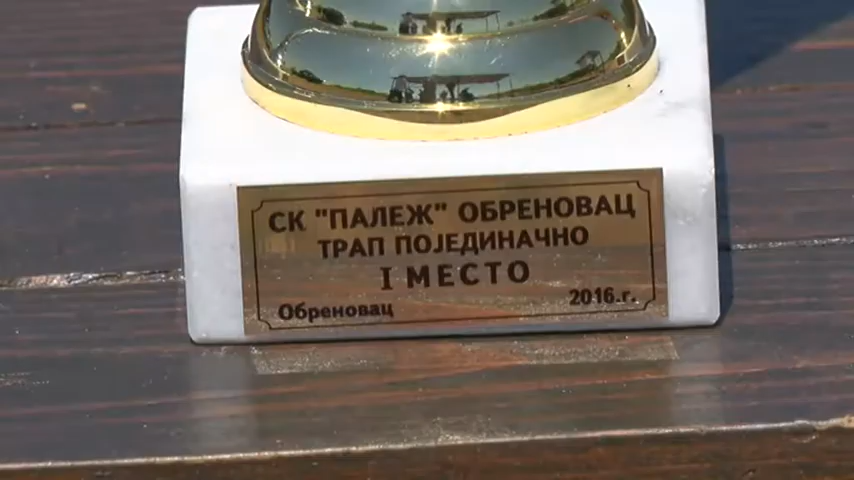 СК "ПАЛЕЖ" ОБРЕНОВАЦ
ТРАП ПОЈЕДИНАЧНО
I МЕСТО
Обреновац 2016.г.